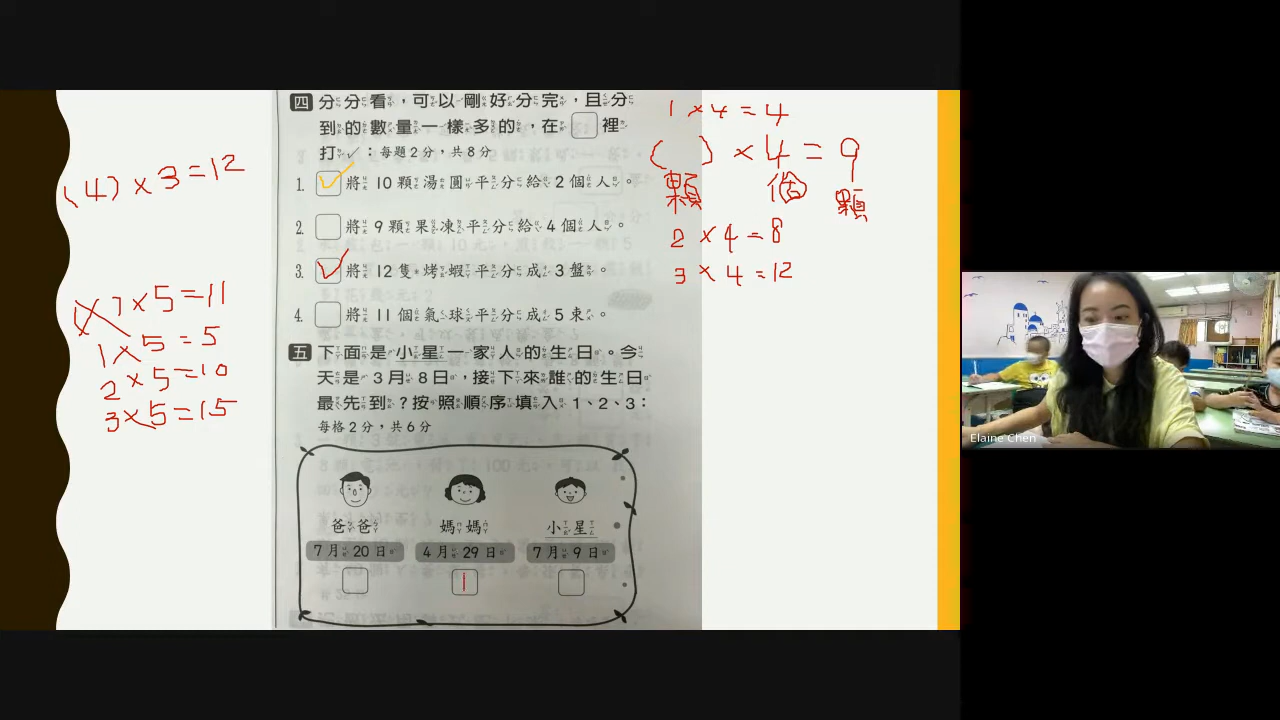 四 分分看，可以剛好分完，且分
到的數量一樣多的，在□裡
打✓：每題2分，共8分
1. 將10顆湯圓平分給2個人。
2. 將9顆果凍平分給4個人。
3. 將12隻烤蝦平分成3盤。
4. 將11個氣球平分成5束。
五 下面是小星一家人的生日。今
天是3月8日，接下來誰的生日
最先到？按照順序填入1、2、3：
每格2分，共6分
爸爸 媽媽 小星
7月20日 4月29日 7月9日
1
(4)×3=12
×5=11
1×5=5
2×5=10
3×5=15
1×4=4
( )×4=9
顆 個 顆
2×4=8
3×4=12
Elaine Chen